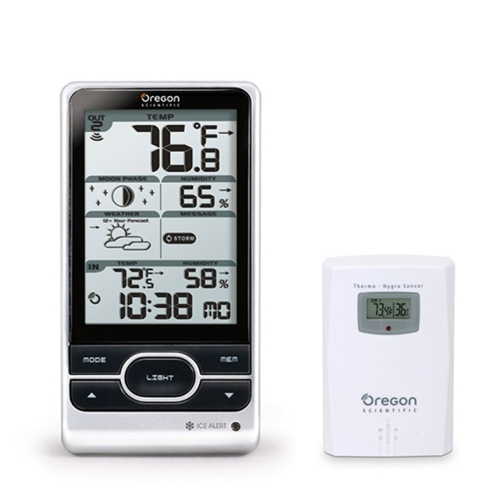 Oregon
SCIENTIFIC
OUT TEMP
76.8 °F
MOON PHASE HUMIDITY
65 %
WEATHER MESSAGE
12+ Hour Forecast
STORM
IN TEMP HUMIDITY
72.5 °F 58 %
10:38 MO
MODE MEM
LIGHT
ICE ALERT
Thermo - Hygro Sensor
Oregon
SCIENTIFIC